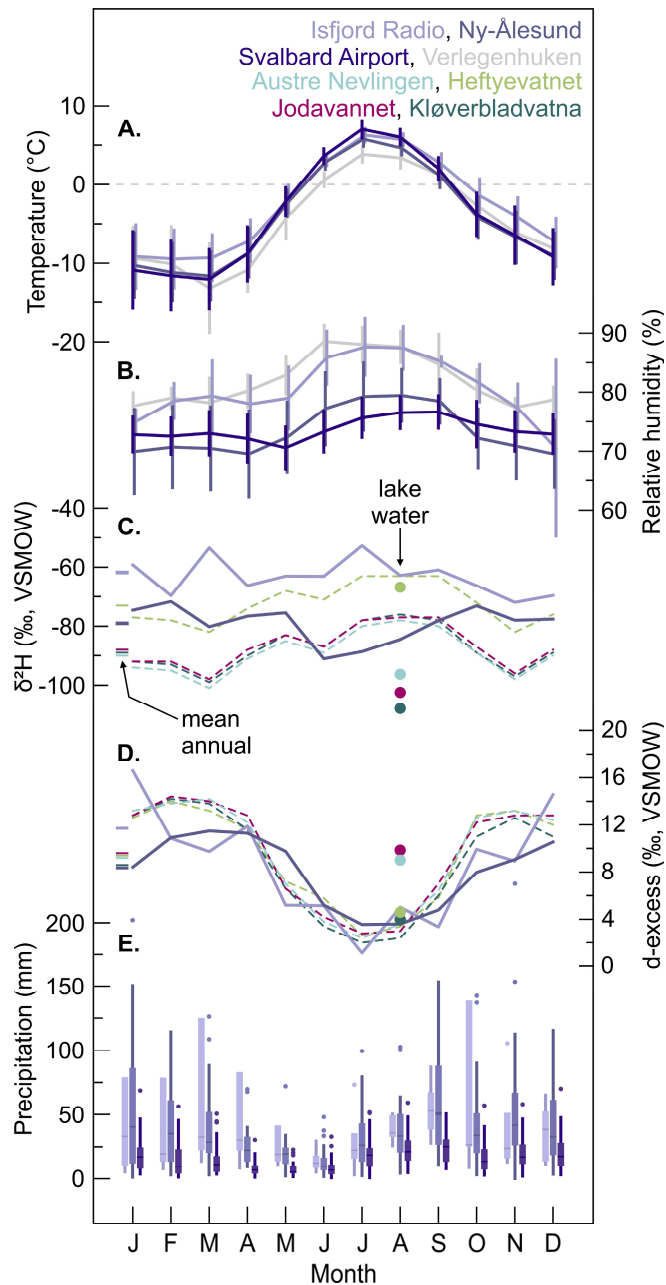 Isfjord Radio, Ny-Ålesund
Svalbard Airport, Verlegenhuken
Austre Nevlingen, Heftyevatnet
Jodavannet, Kløverbladvatna
A.
Temperature (°C)
10
0
-10
-20
B.
Relative humidity (%)
90
80
70
60
C.
δ²H (‰, VSMOW)
-40
-60
-80
-100
lake
water
mean
annual
D.
d-excess (‰, VSMOW)
20
16
12
8
4
0
E.
Precipitation (mm)
200
150
100
50
0
J F M A M J J A S O N D
Month